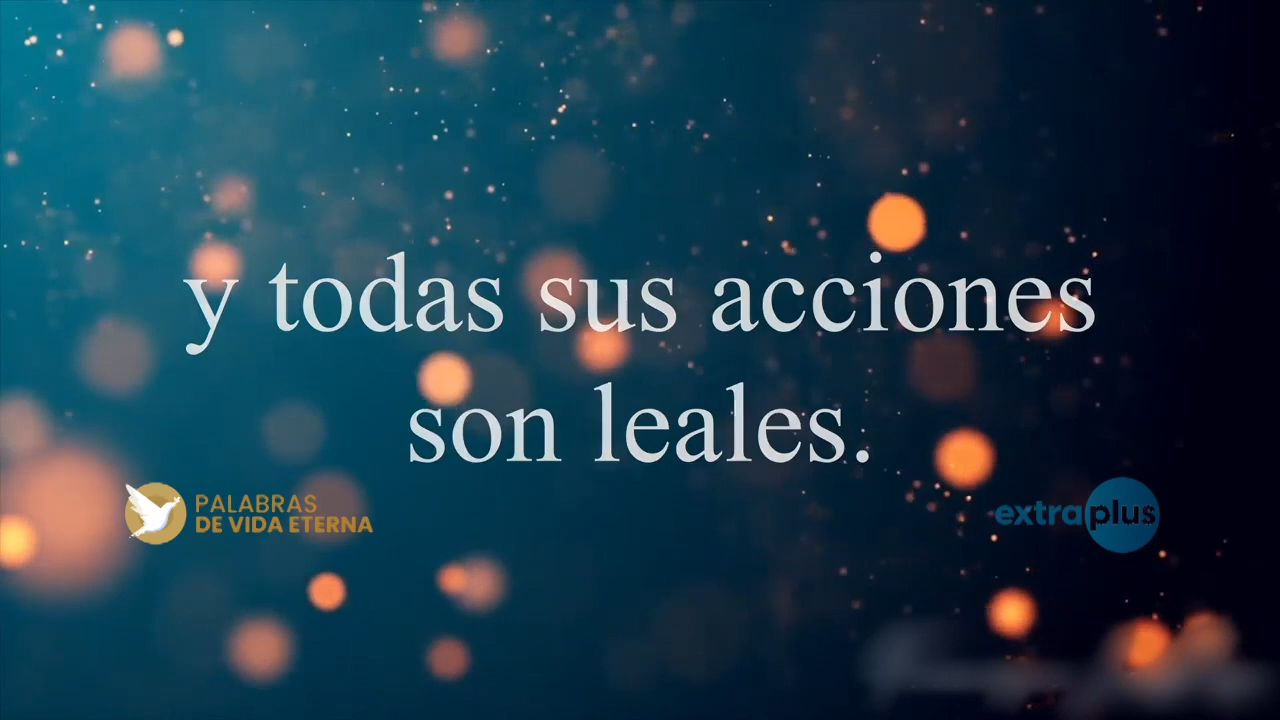 y todas sus acciones
son leales.
PALABRAS
DE VIDA ETERNA
extraplus